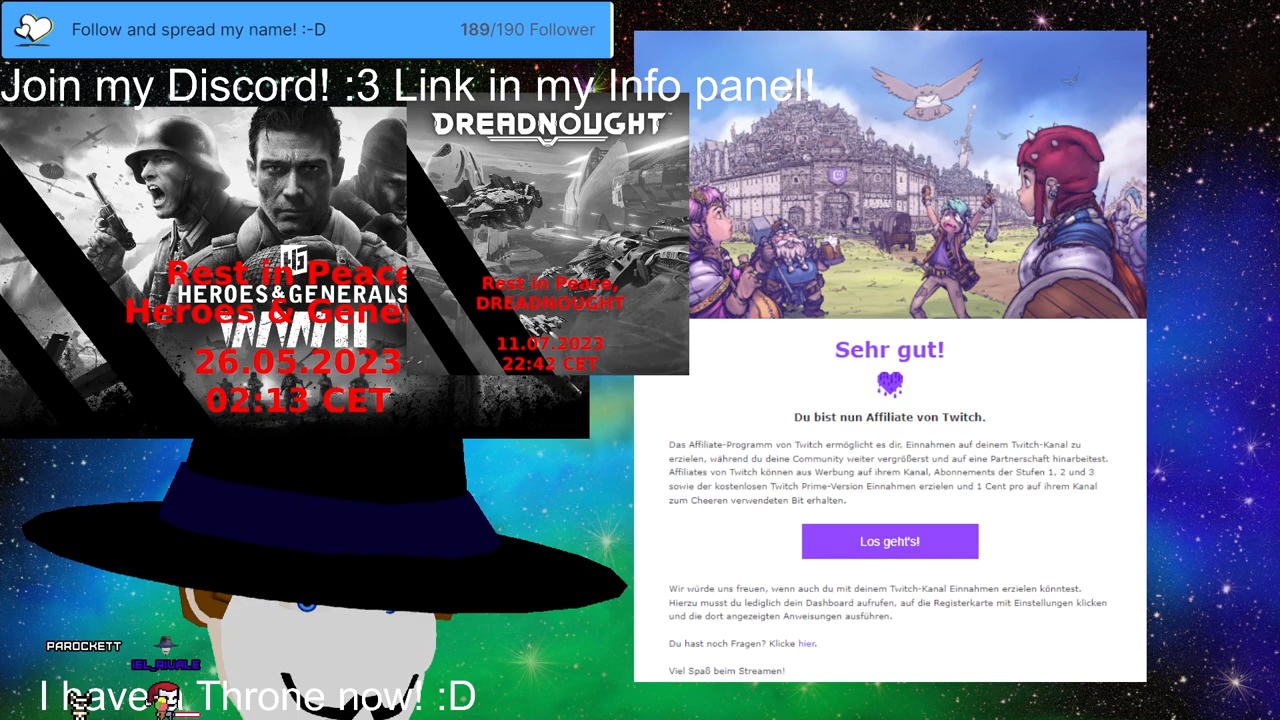 Follow and spread my name! :-D
189/190 Follower
Join my Discord! :3 Link in my Info panel!
HEROES&GENERALS
WWII
Rest in Peace
Heroes & Gene
26.05.2023
02:13 CET
DREADNOUGHT
Rest in Peace,
DREADNOUGHT
11.07.2023
22:42 CET
Sehr gut!
Du bist nun Affiliate von Twitch.
Das Affiliate-Programm von Twitch ermöglicht es dir, Einnahmen auf deinem Twitch-Kanal zu
erzielen, während du deine Community weiter vergrößerst und auf eine Partnerschaft hinarbeitest.
Affiliates von Twitch können aus Werbung auf ihrem Kanal, Abonnements der Stufen 1, 2 und 3
sowie der kostenlosen Twitch Prime-Version Einnahmen erzielen und 1 Cent pro auf ihrem Kanal
zum Cheeren verwendeten Bit erhalten.
Los geht's!
Wir würde uns freuen, wenn auch du mit deinem Twitch-Kanal Einnahmen erzielen könntest.
Hierzu musst du lediglich dein Dashboard aufrufen, auf die Registerkarte mit Einstellungen klicken
und die dort angezeigten Anweisungen ausführen.
Du hast noch Fragen? Klicke hier.
Viel Spaß beim Streamen!
PAROCKETT
I have a Throne now! :D